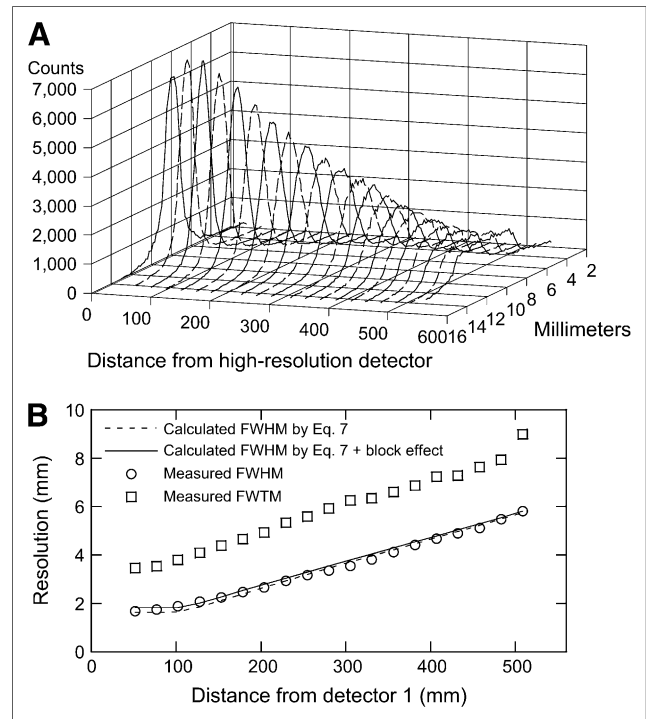 A
Counts
7,000
6,000
5,000
4,000
3,000
2,000
1,000
0
0 100 200 300 400 500 600
16 14 12 10 8 6 4 2
Millimeters
Distance from high-resolution detector
B
10
8
6
4
2
0
Resolution (mm)
Calculated FWHM by Eq. 7
Calculated FWHM by Eq. 7 + block effect
Measured FWHM
Measured FWTM
0 100 200 300 400 500
Distance from detector 1 (mm)